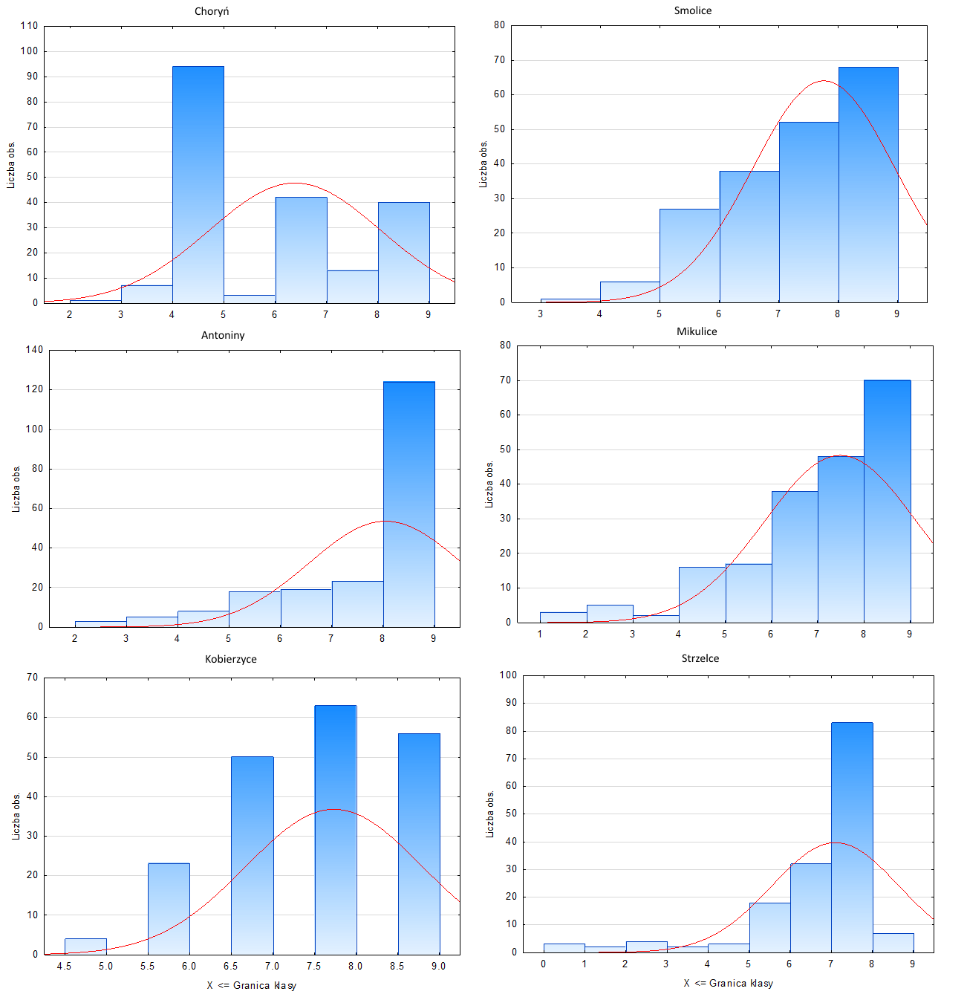 Choryń
110
100
90
80
70
60
50
40
30
20
10
0
Liczba obs.
2 3 4 5 6 7 8 9
Smolice
80
70
60
50
40
30
20
10
0
Liczba obs.
3 4 5 6 7 8 9
Antoniny
140
120
100
80
60
40
20
0
Liczba obs.
2 3 4 5 6 7 8 9
Mikulice
80
70
60
50
40
30
20
10
0
Liczba obs.
1 2 3 4 5 6 7 8 9
Kobierzyce
70
60
50
40
30
20
10
0
Liczba obs.
4.5 5.0 5.5 6.0 6.5 7.0 7.5 8.0 8.5 9.0
X <= Granica klasy
Strzelce
100
90
80
70
60
50
40
30
20
10
0
Liczba obs.
0 1 2 3 4 5 6 7 8 9
X <= Granica klasy